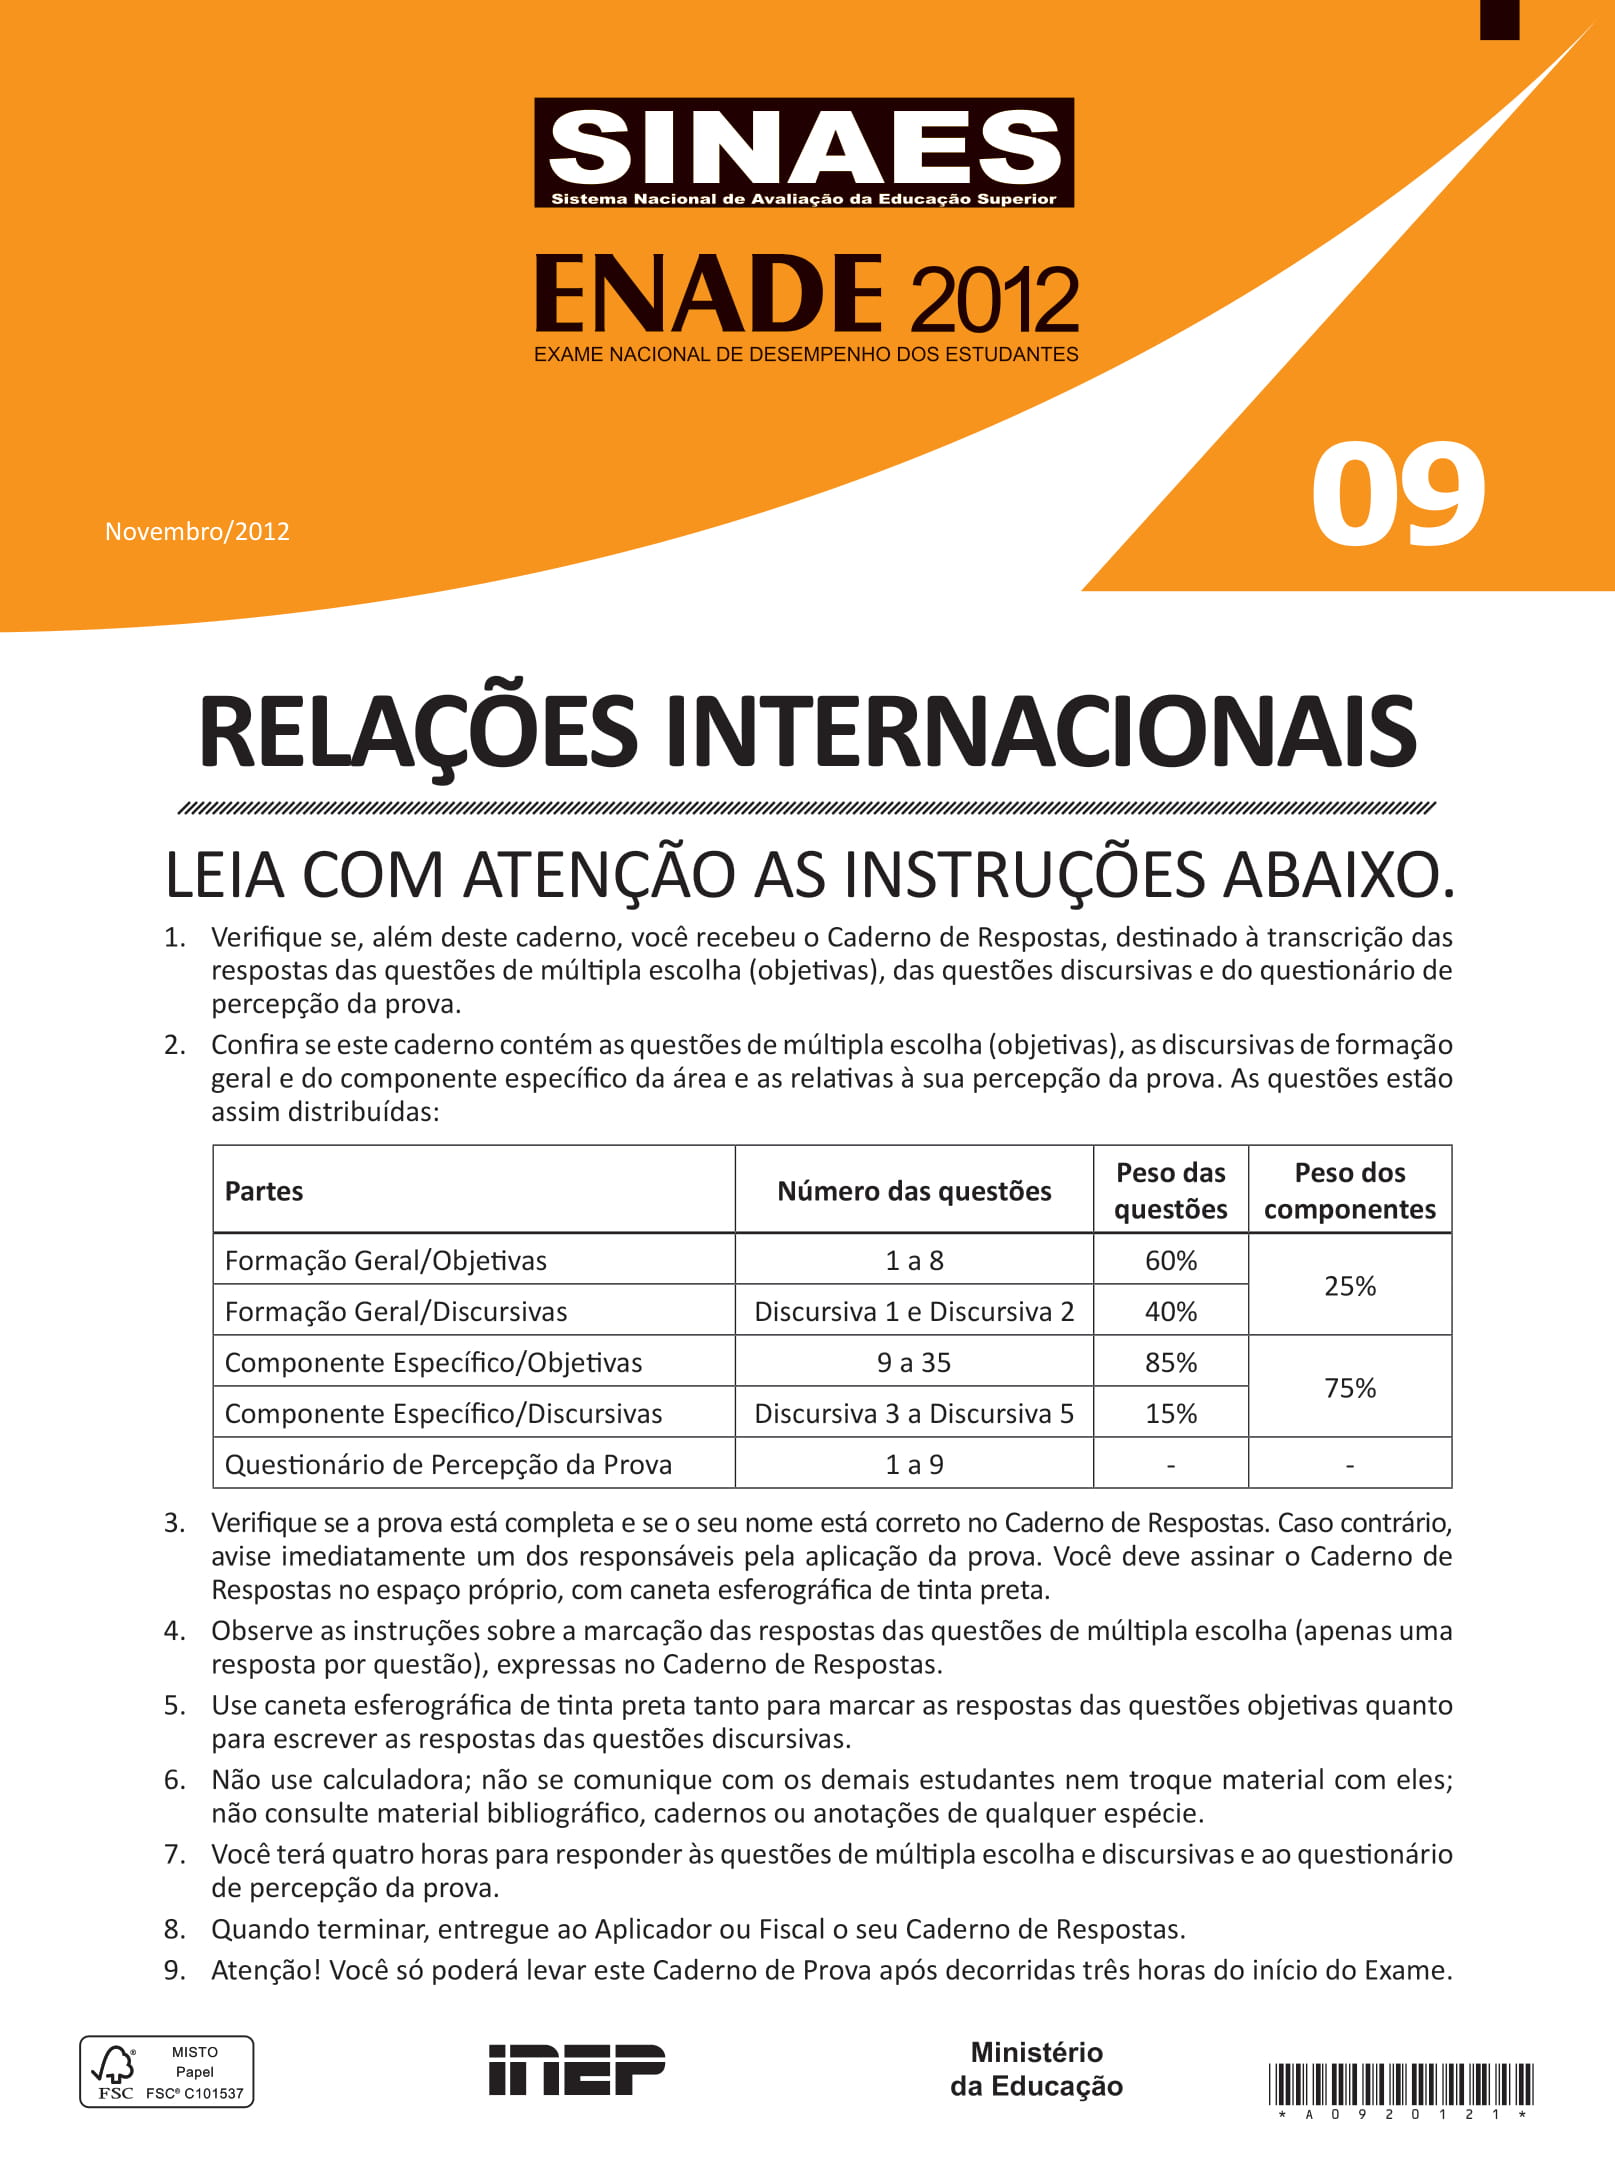 SINAES
Sistema Nacional de Avaliação da Educação Superior
ENADE 2012
EXAME NACIONAL DE DESEMPENHO DOS ESTUDANTES
09
Novembro/2012
RELAÇÕES INTERNACIONAIS
LEIA COM ATENÇÃO AS INSTRUÇÕES ABAIXO.
1. Verifique se, além deste caderno, você recebeu o Caderno de Respostas, destinado à transcrição das
respostas das questões de múltipla escolha (objetivas), das questões discursivas e do questionário de
percepção da prova.
2. Confira se este caderno contém as questões de múltipla escolha (objetivas), as discursivas de formação
geral e do componente específico da área e as relativas à sua percepção da prova. As questões estão
assim distribuídas:
Partes Número das questões Peso das questões Peso dos componentes
Formação Geral/Objetivas 1 a 8 60% 25%
Formação Geral/Discursivas Discursiva 1 e Discursiva 2 40%
Componente Específico/Objetivas 9 a 35 85% 75%
Componente Específico/Discursivas Discursiva 3 a Discursiva 5 15%
Questionário de Percepção da Prova 1 a 9 - -
3. Verifique se a prova está completa e se o seu nome está correto no Caderno de Respostas. Caso contrário,
avise imediatamente um dos responsáveis pela aplicação da prova. Você deve assinar o Caderno de
Respostas no espaço próprio, com caneta esferográfica de tinta preta.
4. Observe as instruções sobre a marcação das respostas das questões de múltipla escolha (apenas uma
resposta por questão), expressas no Caderno de Respostas.
5. Use caneta esferográfica de tinta preta tanto para marcar as respostas das questões objetivas quanto
para escrever as respostas das questões discursivas.
6. Não use calculadora; não se comunique com os demais estudantes nem troque material com eles;
não consulte material bibliográfico, cadernos ou anotações de qualquer espécie.
7. Você terá quatro horas para responder às questões de múltipla escolha e discursivas e ao questionário
de percepção da prova.
8. Quando terminar, entregue ao Aplicador ou Fiscal o seu Caderno de Respostas.
9. Atenção! Você só poderá levar este Caderno de Prova após decorridas três horas do início do Exame.
FSC®
MISTO
Papel
FSC® C101537
INEP
Ministério
da Educação
* A 0 9 2 0 1 2 1 *